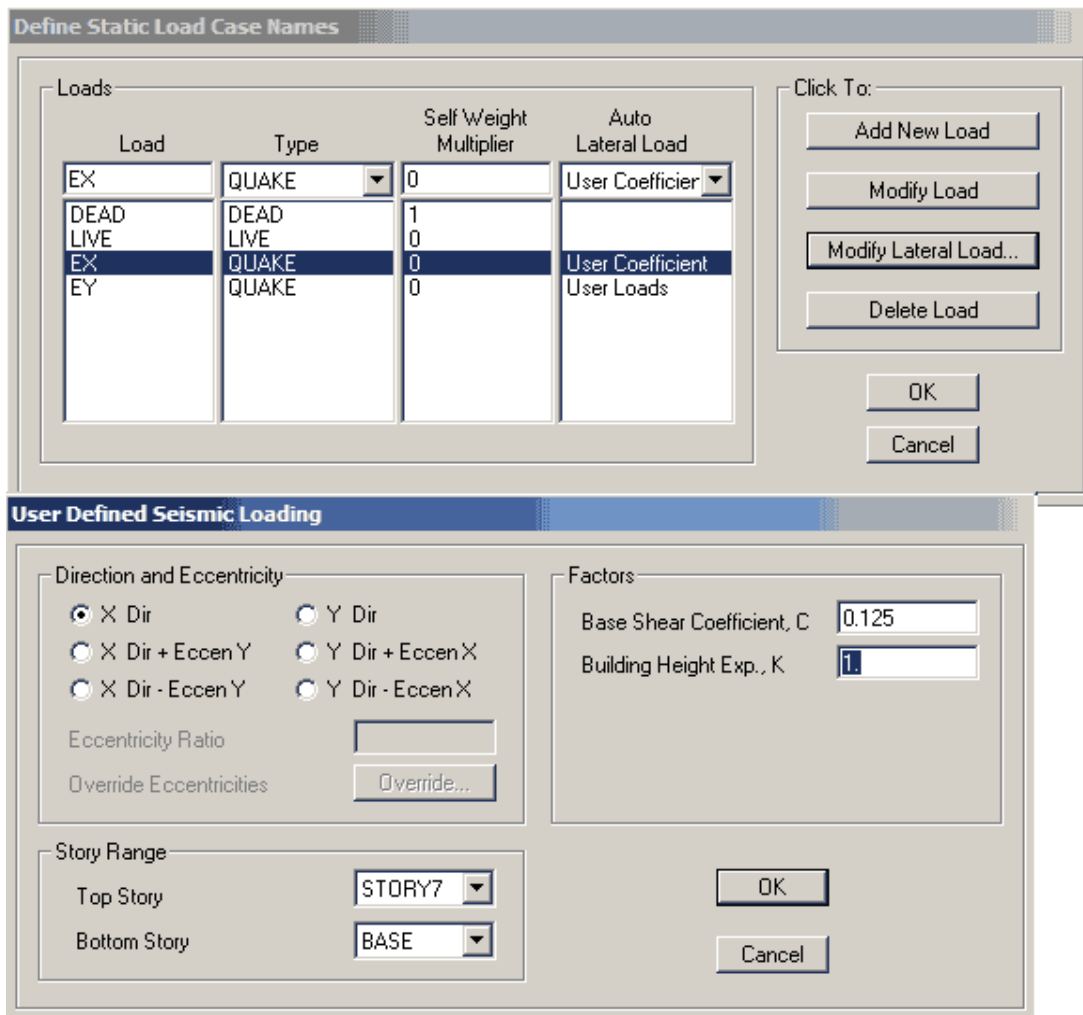 Define Static Load Case Names
Loads
Click To:
Load Type Self Weight Multiplier Auto Lateral Load
EX QUAKE 0 User Coefficier
DEAD DEAD 1
LIVE LIVE 0
EX QUAKE 0 User Coefficient
EY QUAKE 0 User Loads
Add New Load
Modify Load
Modify Lateral Load...
Delete Load
OK
Cancel
User Defined Seismic Loading
Direction and Eccentricity
X Dir Y Dir
X Dir + Eccen Y Y Dir + Eccen X
X Dir - Eccen Y Y Dir - Eccen X
Eccentricity Ratio
Override Eccentricities Override...
Factors
Base Shear Coefficient, C 0.125
Building Height Exp., K 1.
Story Range
Top Story STORY7
Bottom Story BASE
OK
Cancel